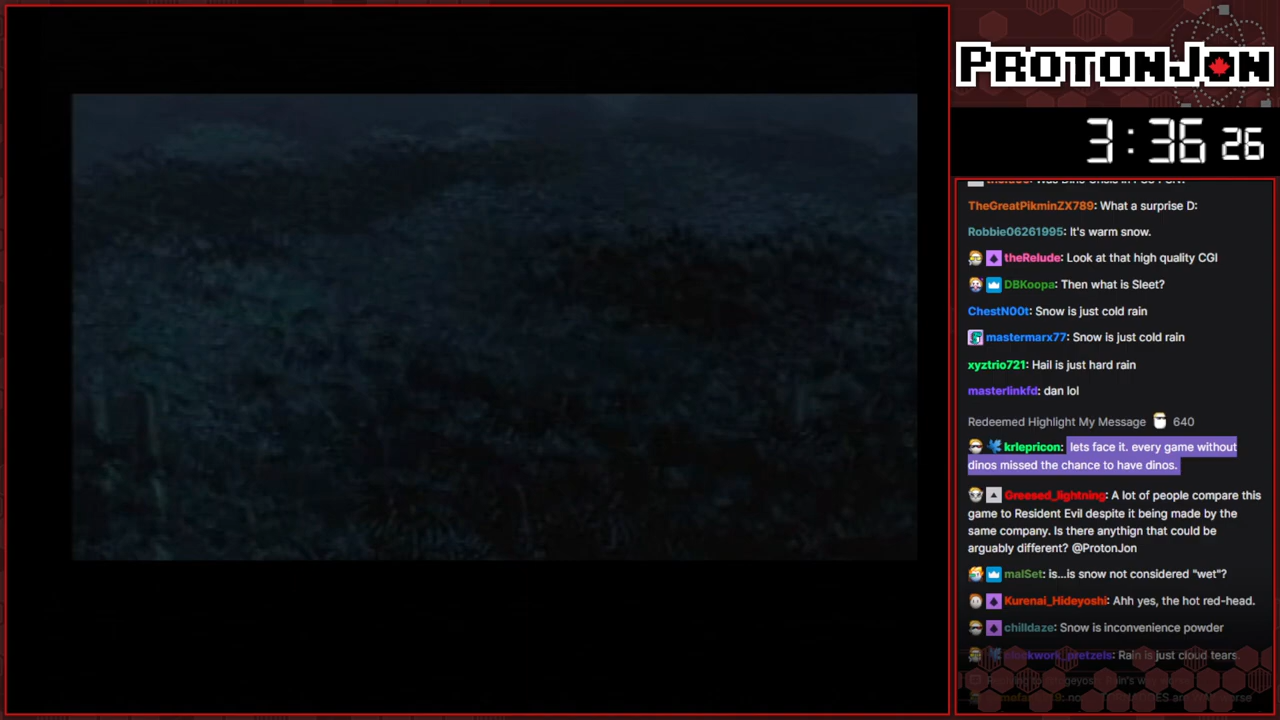 PROTONJON
3:36 26
TheGreatPikminZX789: What a surprise D:
Robbie06261995: It's warm snow.
theRelude: Look at that high quality CGI
DBKoopa: Then what is Sleet?
ChestN00t: Snow is just cold rain
mastermarx77: Snow is just cold rain
xyztrio721: Hail is just hard rain
masterlinkfd: dan lol
Redeemed Highlight My Message 640
krlepricon: lets face it. every game without
dinos missed the chance to have dinos.
Greesed_lightning: A lot of people compare this
game to Resident Evil despite it being made by the
same company. Is there anythign that could be
arguably different? @ProtonJon
malSet: is...is snow not considered "wet"?
Kurenai_Hideyoshi: Ahh yes, the hot red-head.
chilldaze: Snow is inconvenience powder
clockwork_pretzels: Rain is just cloud tears.